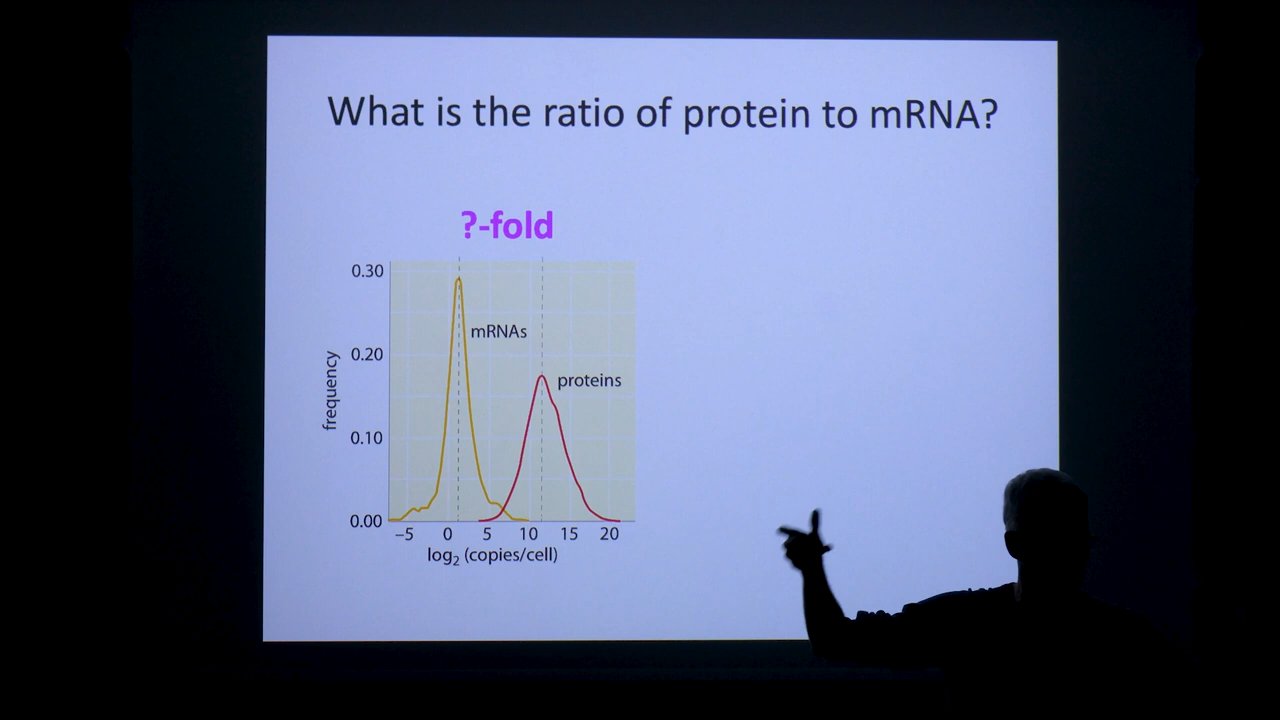 What is the ratio of protein to mRNA?
?-fold
0.30
mRNAs
0.20
proteins
frequency
0.10
0.00
−5 0 5 10 15 20
log₂ (copies/cell)